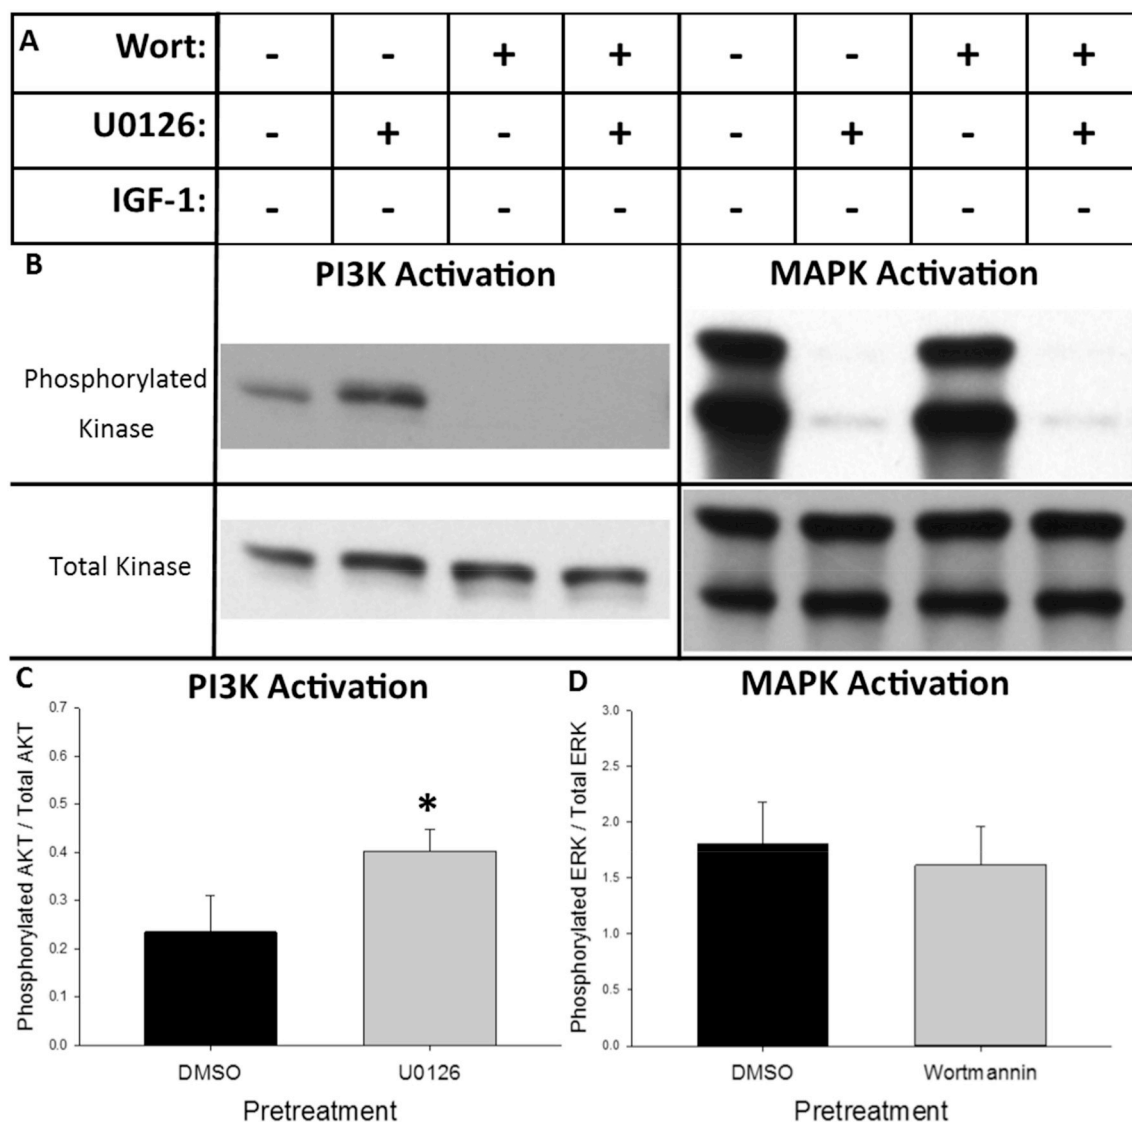 A Wort: - - + + - - + +
U0126: - + - + - + - +
IGF-1: - - - - - - - -
B PI3K Activation MAPK Activation
Phosphorylated
Kinase
Total Kinase
C PI3K Activation
Phosphorylated AKT / Total AKT
0.7
0.6
0.5
0.4
0.3
0.2
0.1
0.0
*
DMSO U0126
Pretreatment
D MAPK Activation
Phosphorylated ERK / Total ERK
3.0
2.5
2.0
1.5
1.0
0.5
0.0
DMSO Wortmannin
Pretreatment